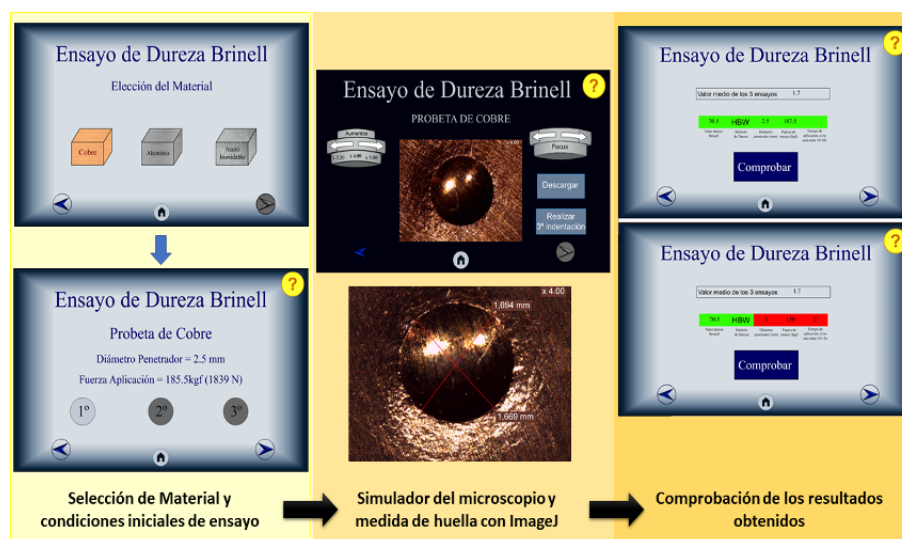 Ensayo de Dureza Brinell
Elección del Material
Cobre
Aluminio
Acero
Inoxidable
?
Ensayo de Dureza Brinell
Probeta de Cobre
Diámetro Penetrador = 2.5 mm
Fuerza Aplicación = 185.5kgf (1839 N)
1º 2º 3º
Selección de Material y
condiciones iniciales de ensayo
?
Ensayo de Dureza Brinell
PROBETA DE COBRE
Aumentos
x 4.00
Focus
x 4.00
Descargar
Realizar
3ª indentación
x 4.00
1,694 mm
1,669 mm
Simulador del microscopio y
medida de huella con ImageJ
?
Ensayo de Dureza Brinell
Valor medio de los 3 ensayos 1.7
70.5 HBW 2.5 187.5
Comprobar
?
Ensayo de Dureza Brinell
Valor medio de los 3 ensayos 1.7
70.5 HBW
Comprobar
Comprobación de los resultados
obtenidos